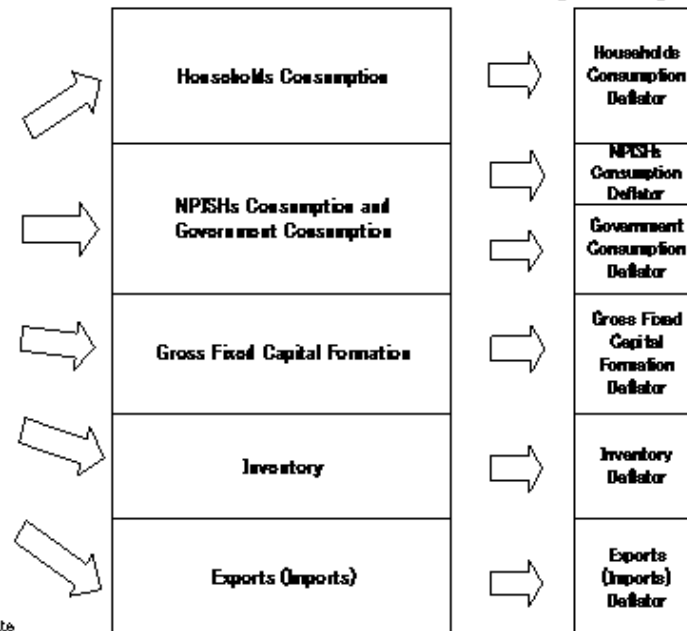 Households Consumption
Households
Consumption
Deflator
NPISHs Consumption and
Government Consumption
NPISHs
Consumption
Deflator
Government
Consumption
Deflator
Gross Fixed Capital Formation
Gross Fixed
Capital
Formation
Deflator
Inventory
Inventory
Deflator
Exports (Imports)
Exports
(Imports)
Deflator